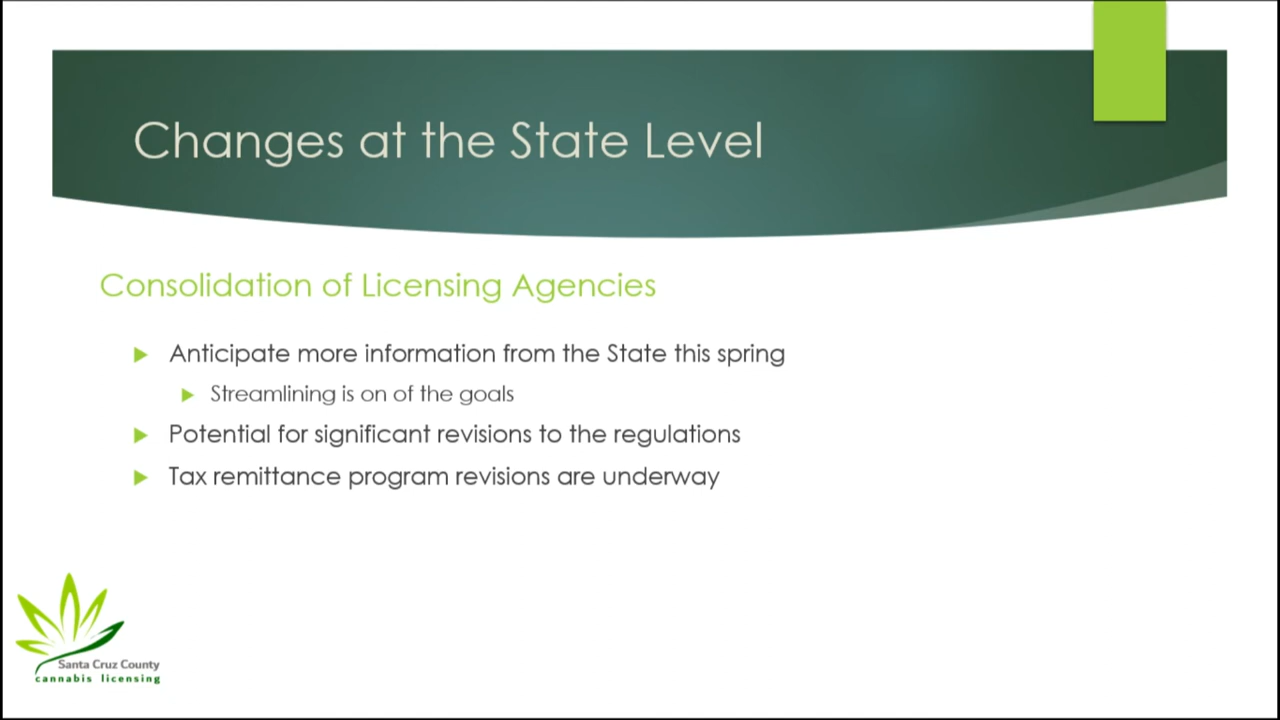 Changes at the State Level
Consolidation of Licensing Agencies
Anticipate more information from the State this spring
Streamlining is on of the goals
Potential for significant revisions to the regulations
Tax remittance program revisions are underway
Santa Cruz County
cannabis licensing